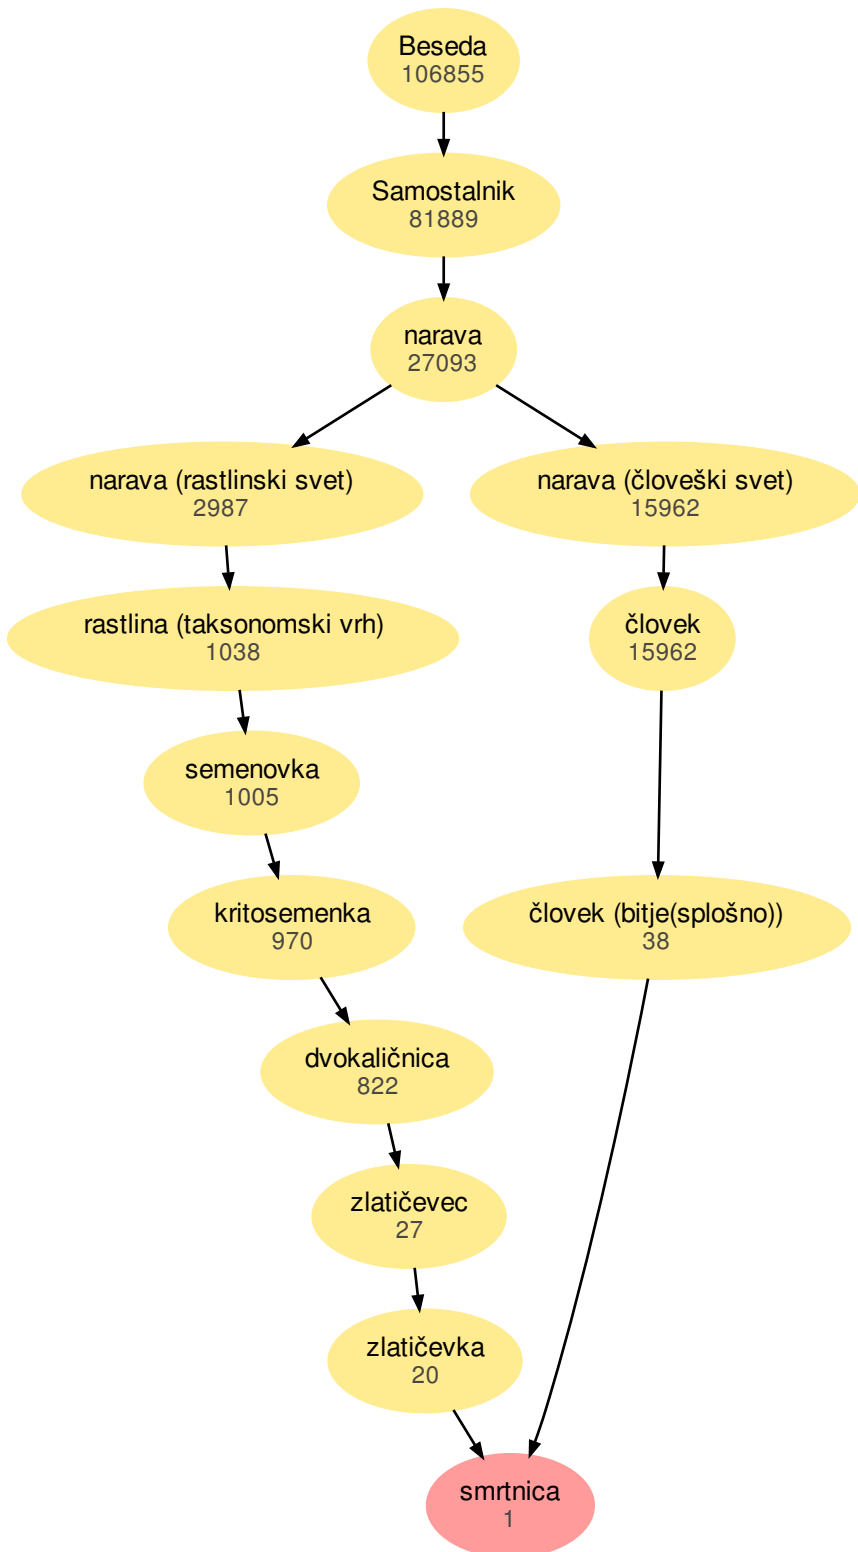 Beseda
106855
Samostalnik
81889
narava
27093
narava (rastlinski svet)
2987
narava (človeški svet)
15962
rastlina (taksonomski vrh)
1038
človek
15962
semenovka
1005
kritosemenka
970
človek (bitje(splošno))
38
dvokaličnica
822
zlatičevec
27
zlatičevka
20
smrtnica
1